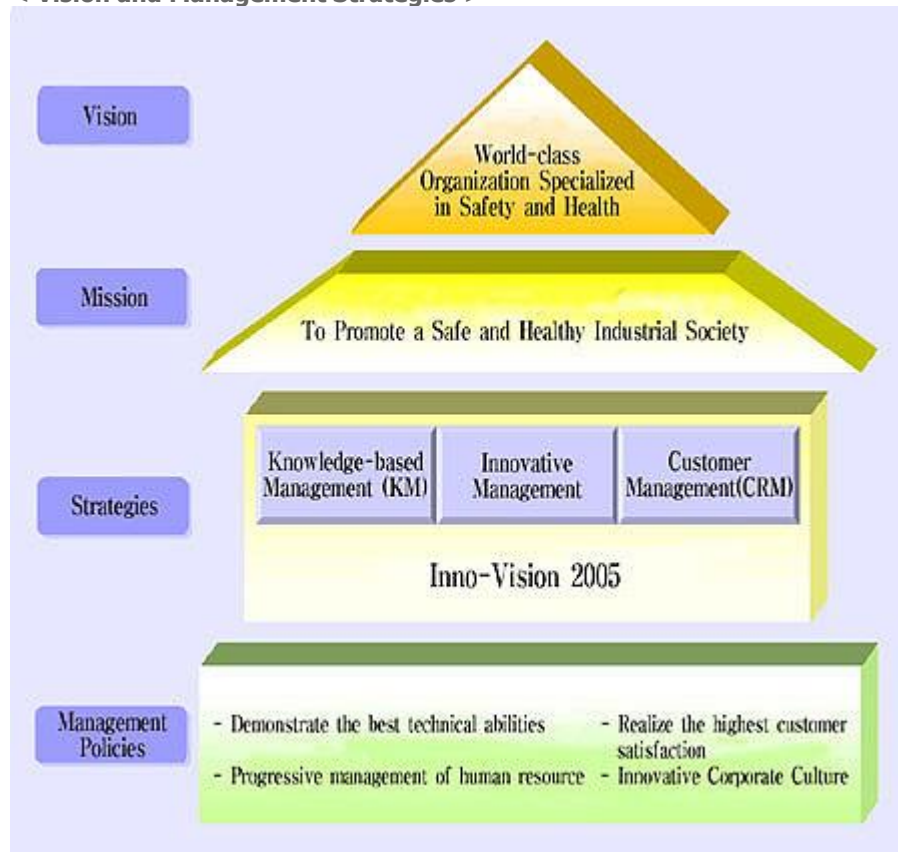 < Vision and Management Strategies >
Vision
World-class
Organization Specialized
in Safety and Health
Mission
To Promote a Safe and Healthy Industrial Society
Strategies
Knowledge-based
Management (KM)
Innovative
Management
Customer
Management(CRM)
Inno-Vision 2005
Management
Policies
- Demonstrate the best technical abilities
- Progressive management of human resource
- Realize the highest customer
satisfaction
- Innovative Corporate Culture